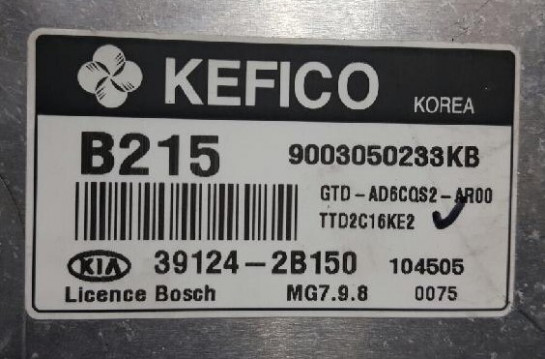 KEFICO KOREA
B215 9003050233KB
GTD-AD6CQS2-AR00
TTD2C16KE2
KIA 39124-2B150 104505
Licence Bosch MG7.9.8 0075